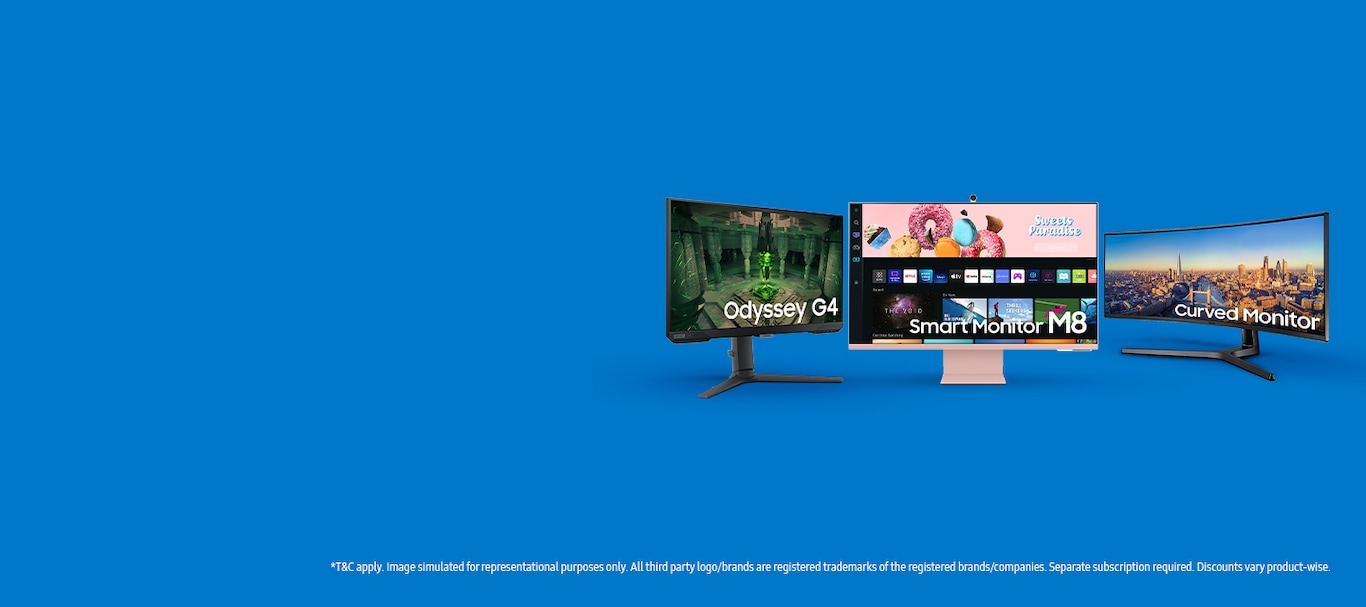 Sweets
Paradise
THE VOID
Odyssey G4
Smart Monitor M8
Curved Monitor
*T&C apply. Image simulated for representational purposes only. All third party logo/brands are registered trademarks of the registered brands/companies. Separate subscription required. Discounts vary product-wise.